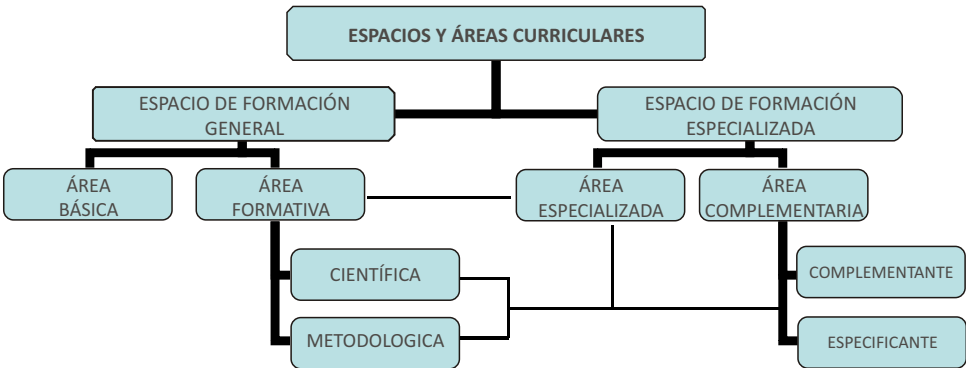 ESPACIOS Y ÁREAS CURRICULARES
ESPACIO DE FORMACIÓN
GENERAL
ESPACIO DE FORMACIÓN
ESPECIALIZADA
ÁREA
BÁSICA
ÁREA
FORMATIVA
ÁREA
ESPECIALIZADA
ÁREA
COMPLEMENTARIA
CIENTÍFICA
METODOLOGICA
COMPLEMENTANTE
ESPECIFICANTE